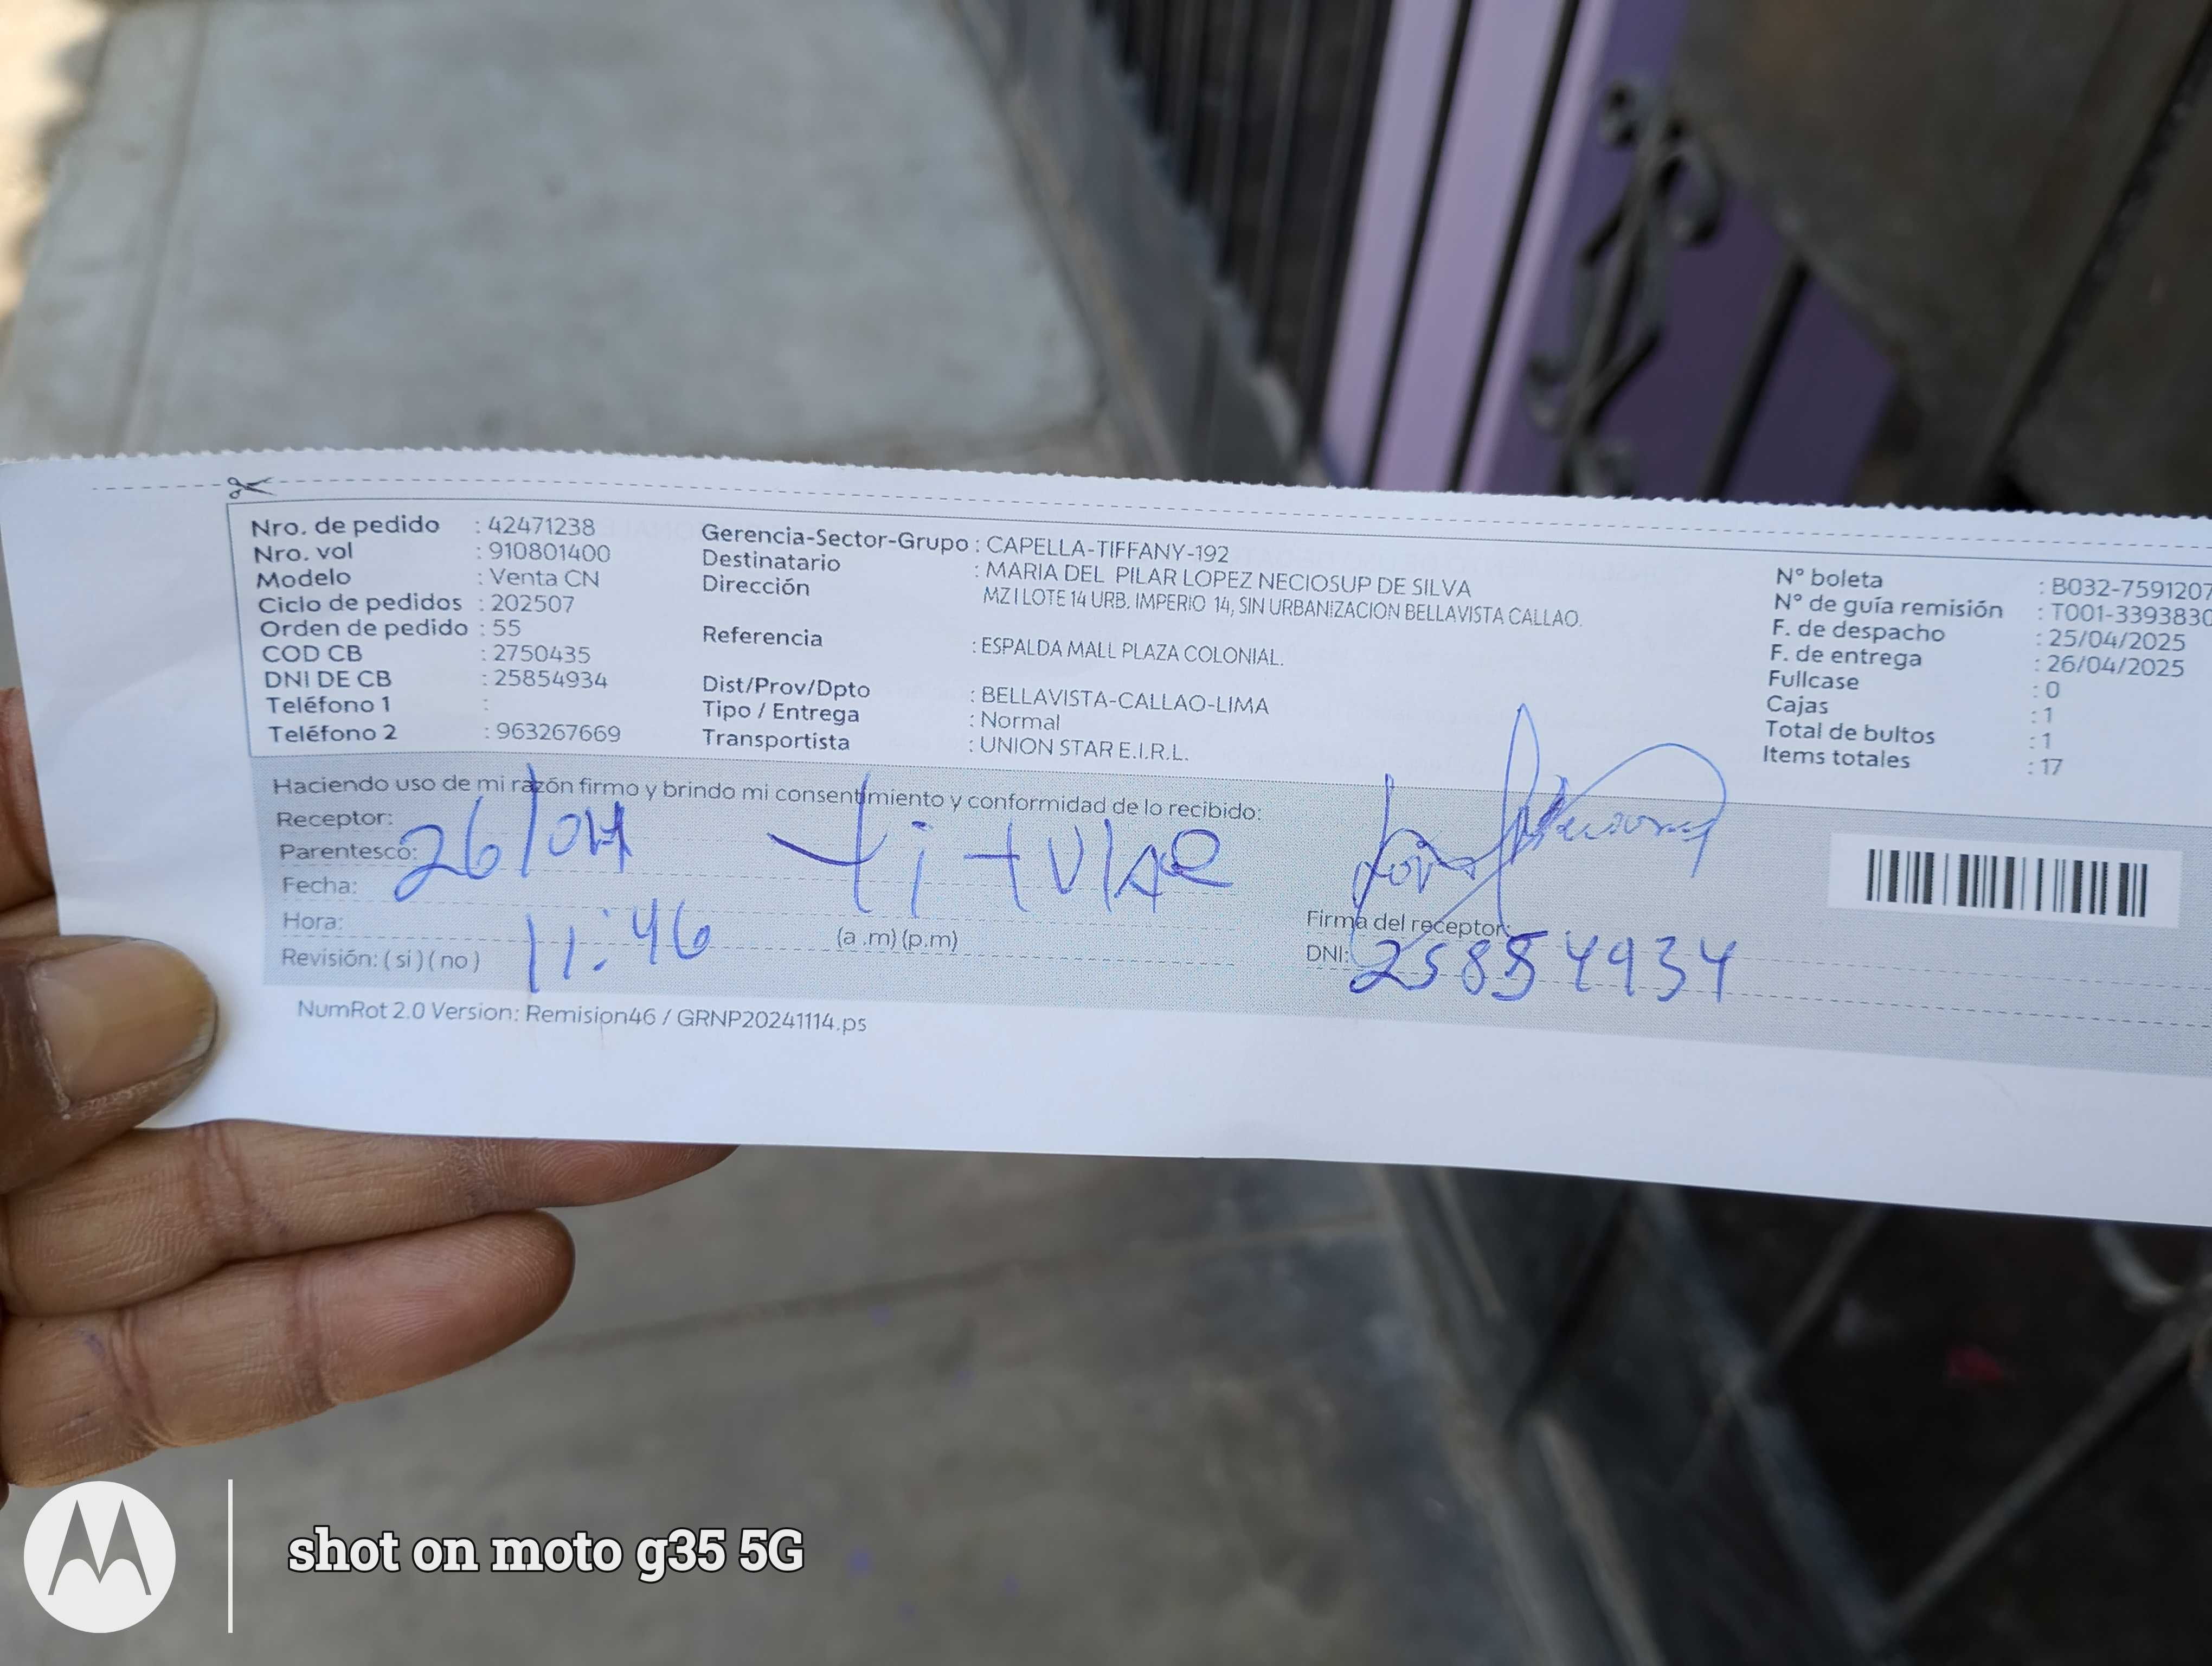 Nro. de pedido : 42471238
Nro. vol : 910801400
Modelo : Venta CN
Ciclo de pedidos : 202507
Orden de pedido : 55
COD CB : 2750435
DNI DE CB : 25854934
Teléfono 1 :
Teléfono 2 : 963267669
Gerencia-Sector-Grupo : CAPELLA-TIFFANY-192
Destinatario : MARIA DEL PILAR LOPEZ NECIOSUP DE SILVA
Dirección MZ I LOTE 14 URB. IMPERIO 14, SIN URBANIZACION BELLAVISTA CALLAO.
Referencia : ESPALDA MALL PLAZA COLONIAL.
Dist/Prov/Dpto : BELLAVISTA-CALLAO-LIMA
Tipo / Entrega : Normal
Transportista : UNION STAR E.I.R.L.
N° boleta : B032-7591207
N° de guía remisión : T001-3393830
F. de despacho : 25/04/2025
F. de entrega : 26/04/2025
Fullcase : 0
Cajas : 1
Total de bultos : 1
Items totales : 17
Haciendo uso de mi razón firmo y brindo mi consentimiento y conformidad de lo recibido:
Receptor:
Parentesco: 26/04 titular
Fecha:
Hora: 11:46 (a .m) (p.m)
Revisión: ( si ) ( no )
Firma del receptor:
DNI: 25854934
NumRot 2.0 Version: Remision46 / GRNP20241114.ps
shot on moto g35 5G